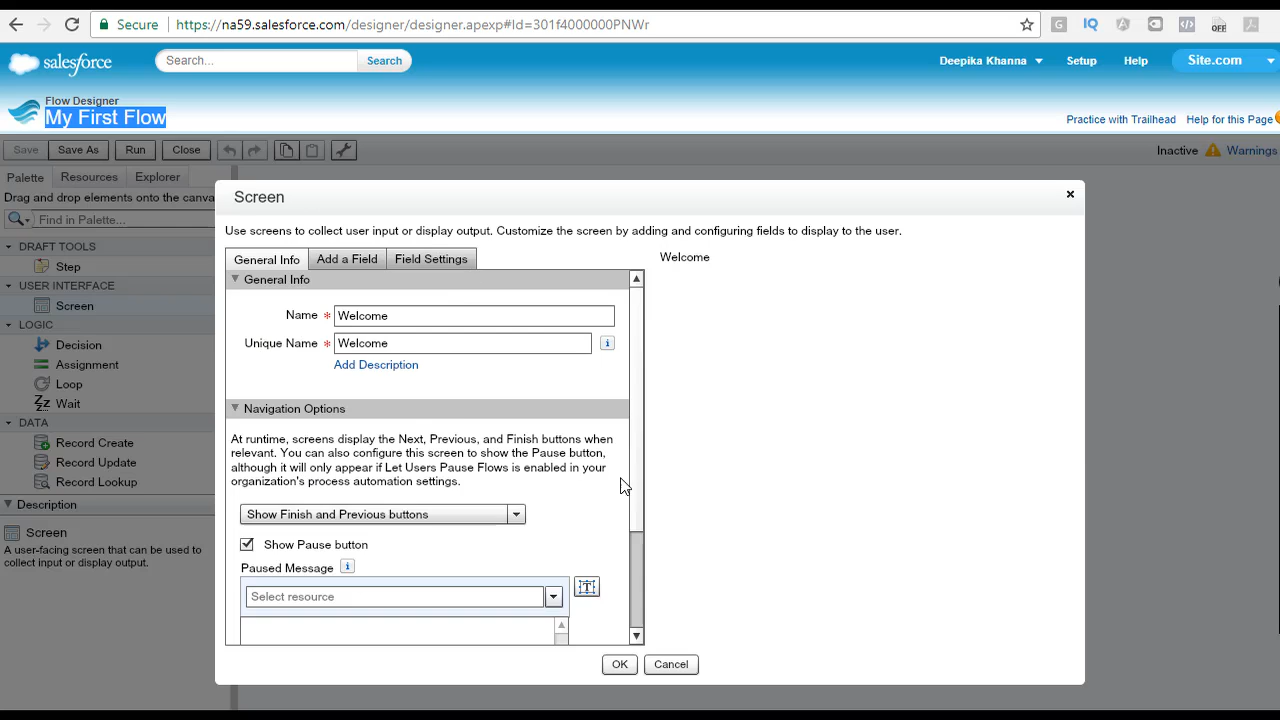 Secure
https://na59.salesforce.com/designer/designer.apexp#Id=301f4000000PNWr
G
IQ
OFF
salesforce
Search...
Search
Deepika Khanna
Setup
Help
Site.com
Flow Designer
My First Flow
Practice with Trailhead
Help for this Page
Save
Save As
Run
Close
Inactive
Warnings
Palette
Resources
Explorer
Drag and drop elements onto the canva
Find in Palette...
DRAFT TOOLS
Step
USER INTERFACE
Screen
LOGIC
Decision
Assignment
Loop
Zz
Wait
DATA
Record Create
Record Update
Record Lookup
Description
Screen
A user-facing screen that can be used to
collect input or display output.
Screen
Use screens to collect user input or display output. Customize the screen by adding and configuring fields to display to the user.
General Info
Add a Field
Field Settings
Welcome
General Info
Name * Welcome
Unique Name * Welcome
i
Add Description
Navigation Options
At runtime, screens display the Next, Previous, and Finish buttons when
relevant. You can also configure this screen to show the Pause button,
although it will only appear if Let Users Pause Flows is enabled in your
organization's process automation settings.
Show Finish and Previous buttons
Show Pause button
Paused Message
i
T
Select resource
OK
Cancel